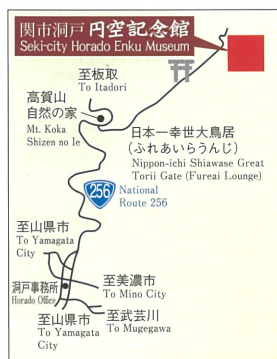 関市洞戸円空記念館
Seki-city Horado Enku Museum
至板取
To Itadori
高賀山
自然の家
Mt. Koka
Shizen no Ie
日本一幸世大鳥居
(ふれあいらうんじ)
Nippon-ichi Shiawase Great
Torii Gate (Fureai Lounge)
256
National
Route 256
至山県市
To Yamagata
City
洞戸事務所
Horado Office
至美濃市
To Mino City
至山県市
To Yamagata
City
至武芸川
To Mugegawa